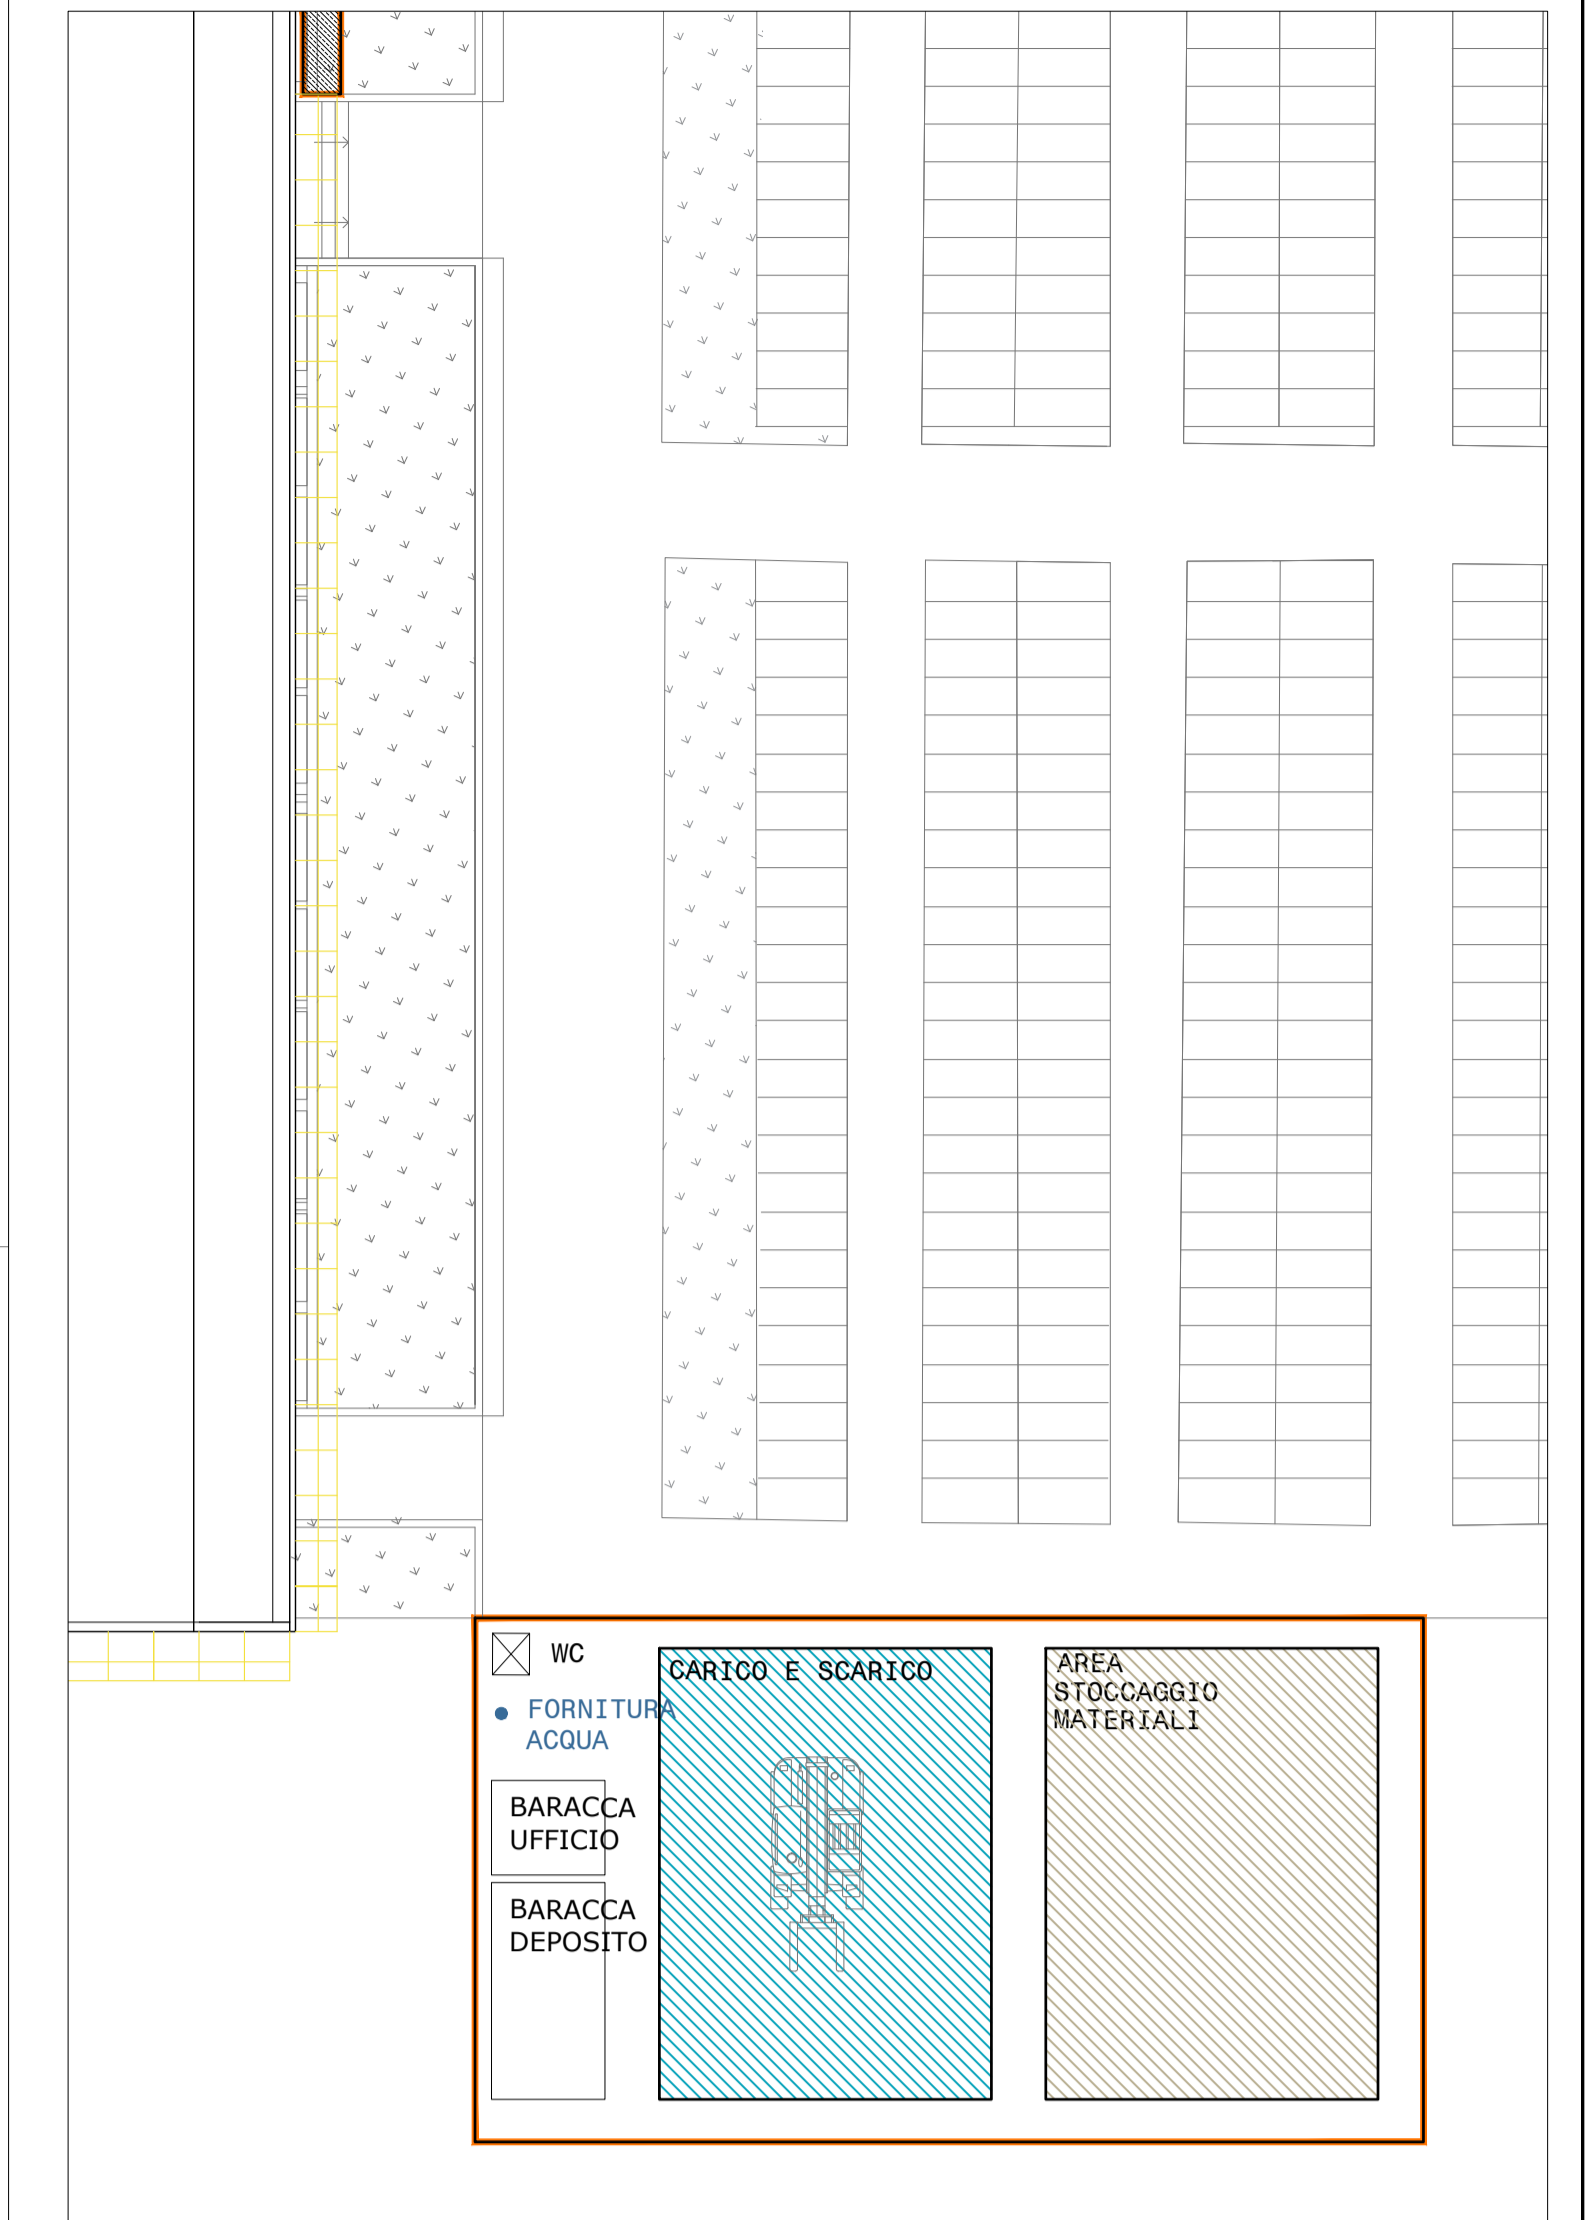 WC
FORNITURA
ACQUA
BARACCA
UFFICIO
BARACCA
DEPOSITO
CARICO E SCARICO
AREA
STOCCAGGIO
MATERIALI